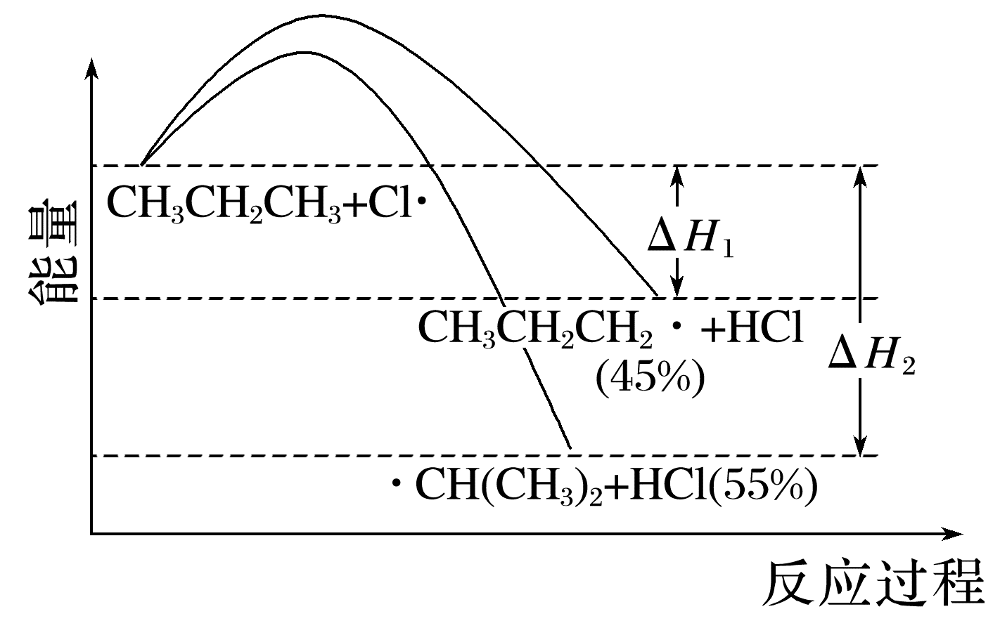 能量
CH₃CH₂CH₃+Cl·
ΔH₁
CH₃CH₂CH₂·+HCl
(45%)
ΔH₂
·CH(CH₃)₂+HCl(55%)
反应过程